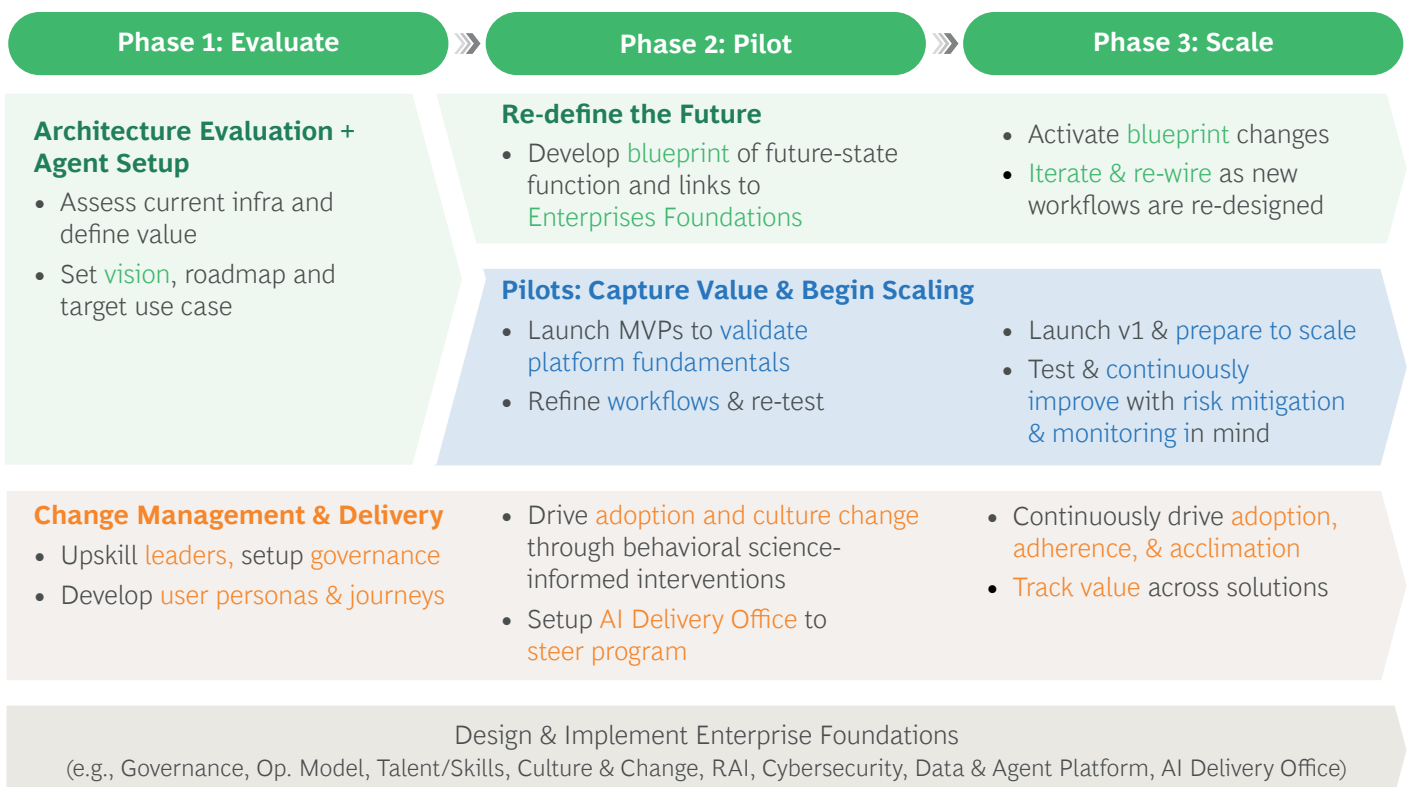 Phase 1: Evaluate
Phase 2: Pilot
Phase 3: Scale
Architecture Evaluation +
Agent Setup
• Assess current infra and
define value
• Set vision, roadmap and
target use case
Re-define the Future
• Develop blueprint of future-state
function and links to
Enterprises Foundations
• Activate blueprint changes
• Iterate & re-wire as new
workflows are re-designed
Pilots: Capture Value & Begin Scaling
• Launch MVPs to validate
platform fundamentals
• Refine workflows & re-test
• Launch v1 & prepare to scale
• Test & continuously
improve with risk mitigation
& monitoring in mind
Change Management & Delivery
• Upskill leaders, setup governance
• Develop user personas & journeys
• Drive adoption and culture change
through behavioral science-
informed interventions
• Setup AI Delivery Office to
steer program
• Continuously drive adoption,
adherence, & acclimation
• Track value across solutions
Design & Implement Enterprise Foundations
(e.g., Governance, Op. Model, Talent/Skills, Culture & Change, RAI, Cybersecurity, Data & Agent Platform, AI Delivery Office)